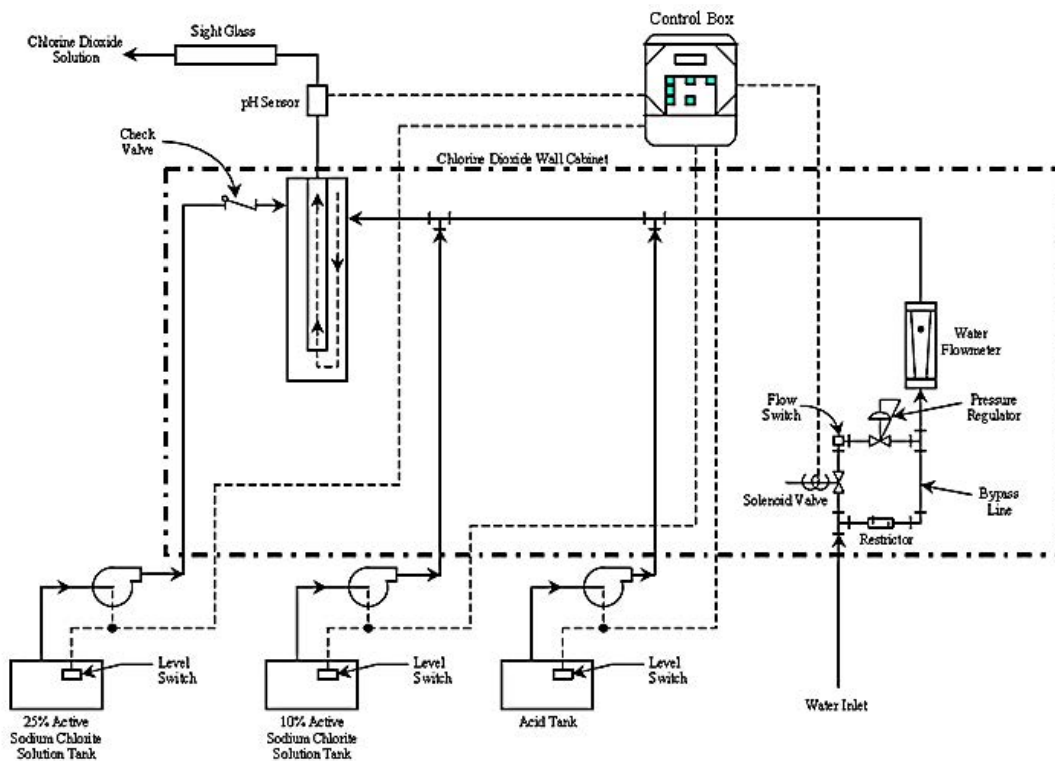 Control Box
Sight Glass
Chlorine Dioxide
Solution
pH Sensor
Check
Valve
Chlorine Dioxide Wall Cabinet
Water
Flowmeter
Flow
Switch
Pressure
Regulator
Solenoid Valve
Bypass
Line
Restrictor
Level
Switch
Level
Switch
Level
Switch
Water Inlet
25% Active
Sodium Chlorite
Solution Tank
10% Active
Sodium Chlorite
Solution Tank
Acid Tank